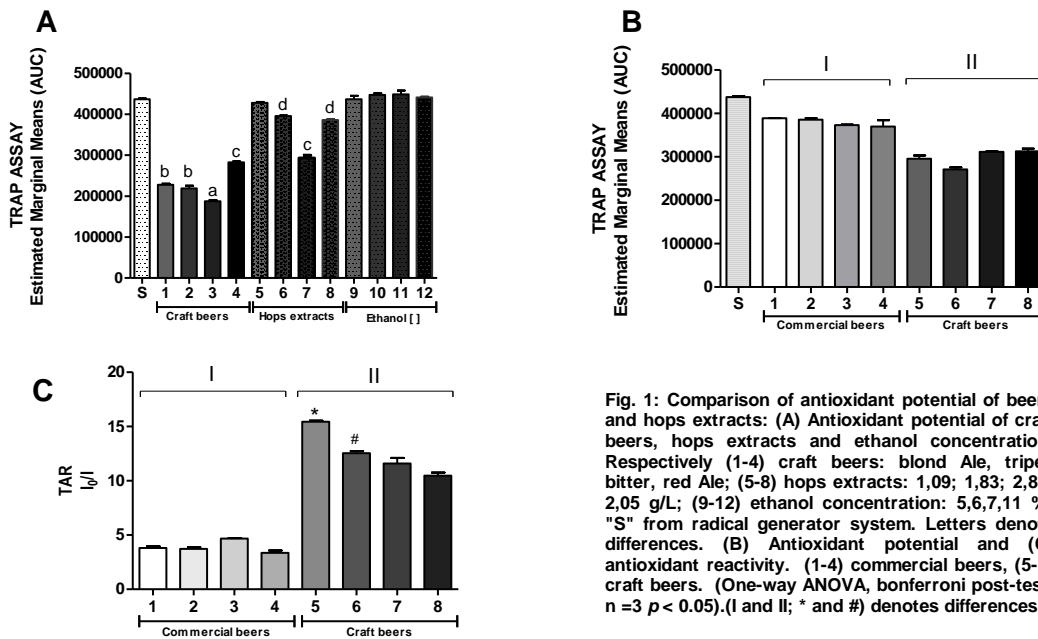 A
TRAP ASSAY
Estimated Marginal Means (AUC)
500000
400000
300000
200000
100000
0
b b a c d c d
S 1 2 3 4 5 6 7 8 9 10 11 12
Craft beers Hops extracts Ethanol [ ]
B
TRAP ASSAY
Estimated Marginal Means (AUC)
500000
400000
300000
200000
100000
0
I II
S 1 2 3 4 5 6 7 8
Commercial beers Craft beers
C
TAR
I0/I
20
15
10
5
0
I II
* #
1 2 3 4 5 6 7 8
Commercial beers Craft beers
Fig. 1: Comparison of antioxidant potential of beer
and hops extracts: (A) Antioxidant potential of cra
beers, hops extracts and ethanol concentration
Respectively (1-4) craft beers: blond Ale, tripe
bitter, red Ale; (5-8) hops extracts: 1,09; 1,83; 2,8
2,05 g/L; (9-12) ethanol concentration: 5,6,7,11 %
"S" from radical generator system. Letters denot
differences. (B) Antioxidant potential and (C
antioxidant reactivity. (1-4) commercial beers, (5-
craft beers. (One-way ANOVA, bonferroni post-tes
n =3 p < 0.05).(I and II; * and #) denotes differences